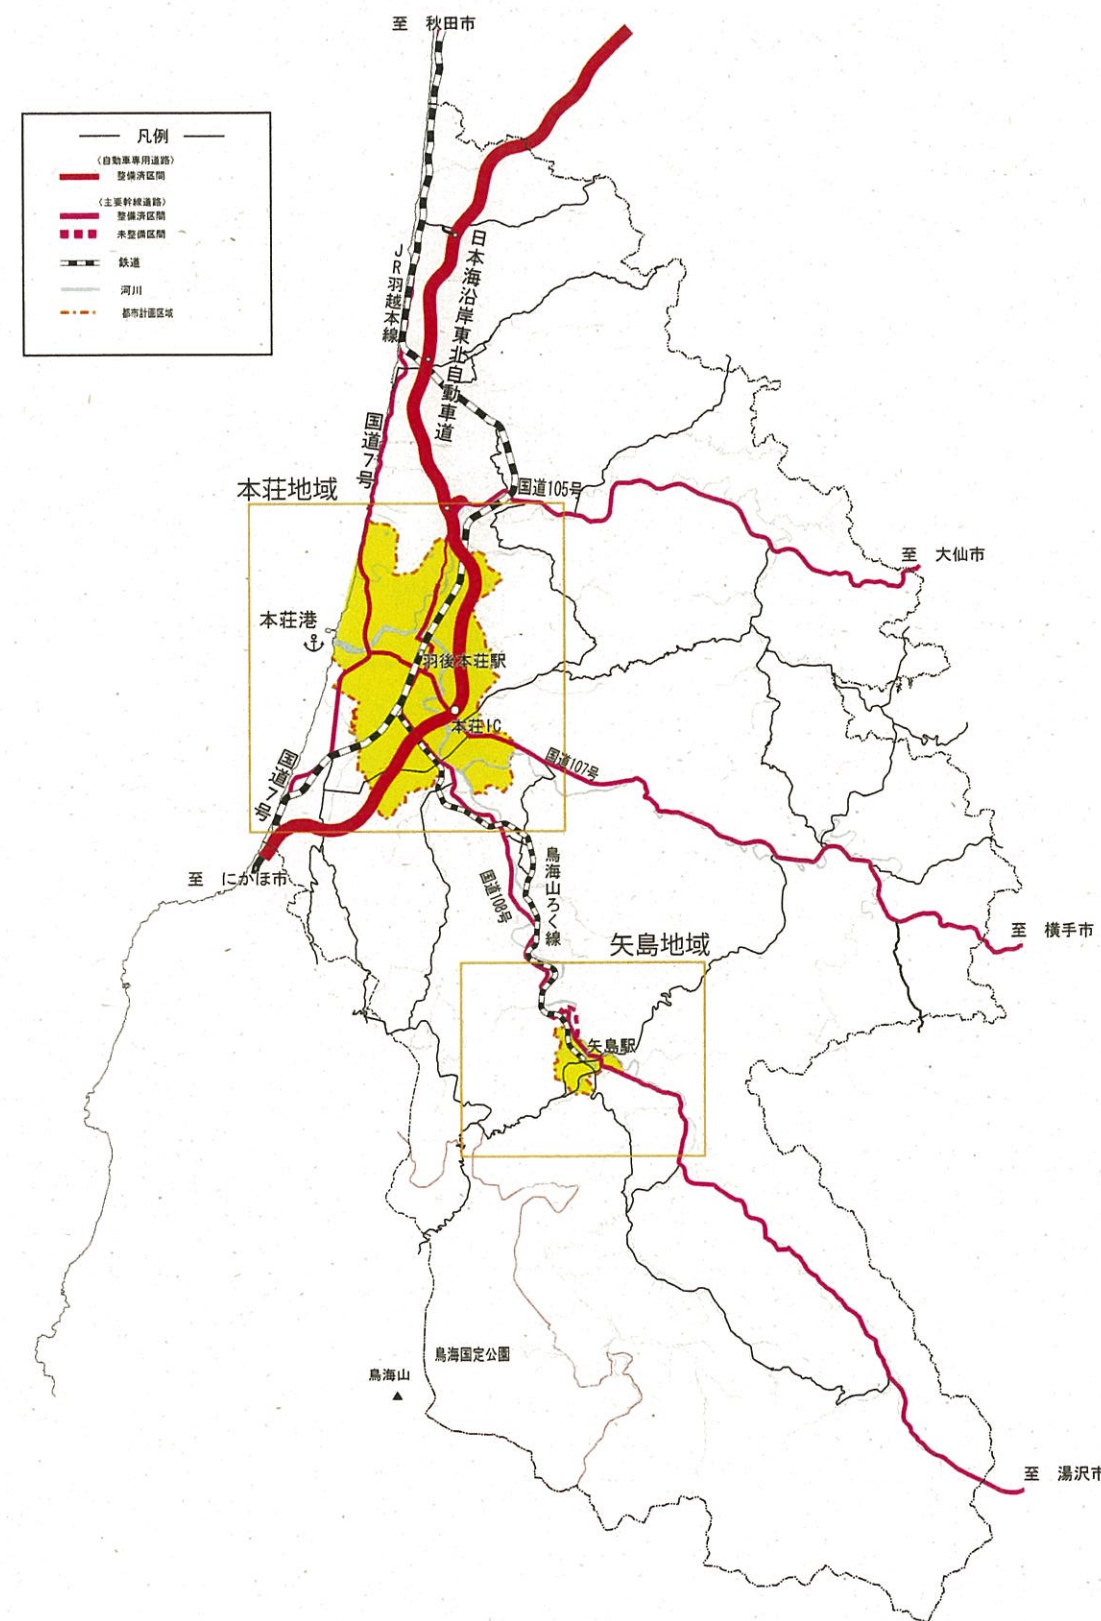 至 秋田市
凡例
〈自動車専用道路〉
整備済区間
〈主要幹線道路〉
整備済区間
未整備区間
鉄道
河川
都市計画区域
JR羽越本線
日本海沿岸東北自動車道
国道7号
本荘地域
国道105号
至 大仙市
本荘港
羽後本荘駅
本荘IC
国道7号
国道107号
至 にかほ市
国道108号
鳥海山ろく線
矢島地域
至 横手市
矢島駅
鳥海国定公園
鳥海山
至 湯沢市